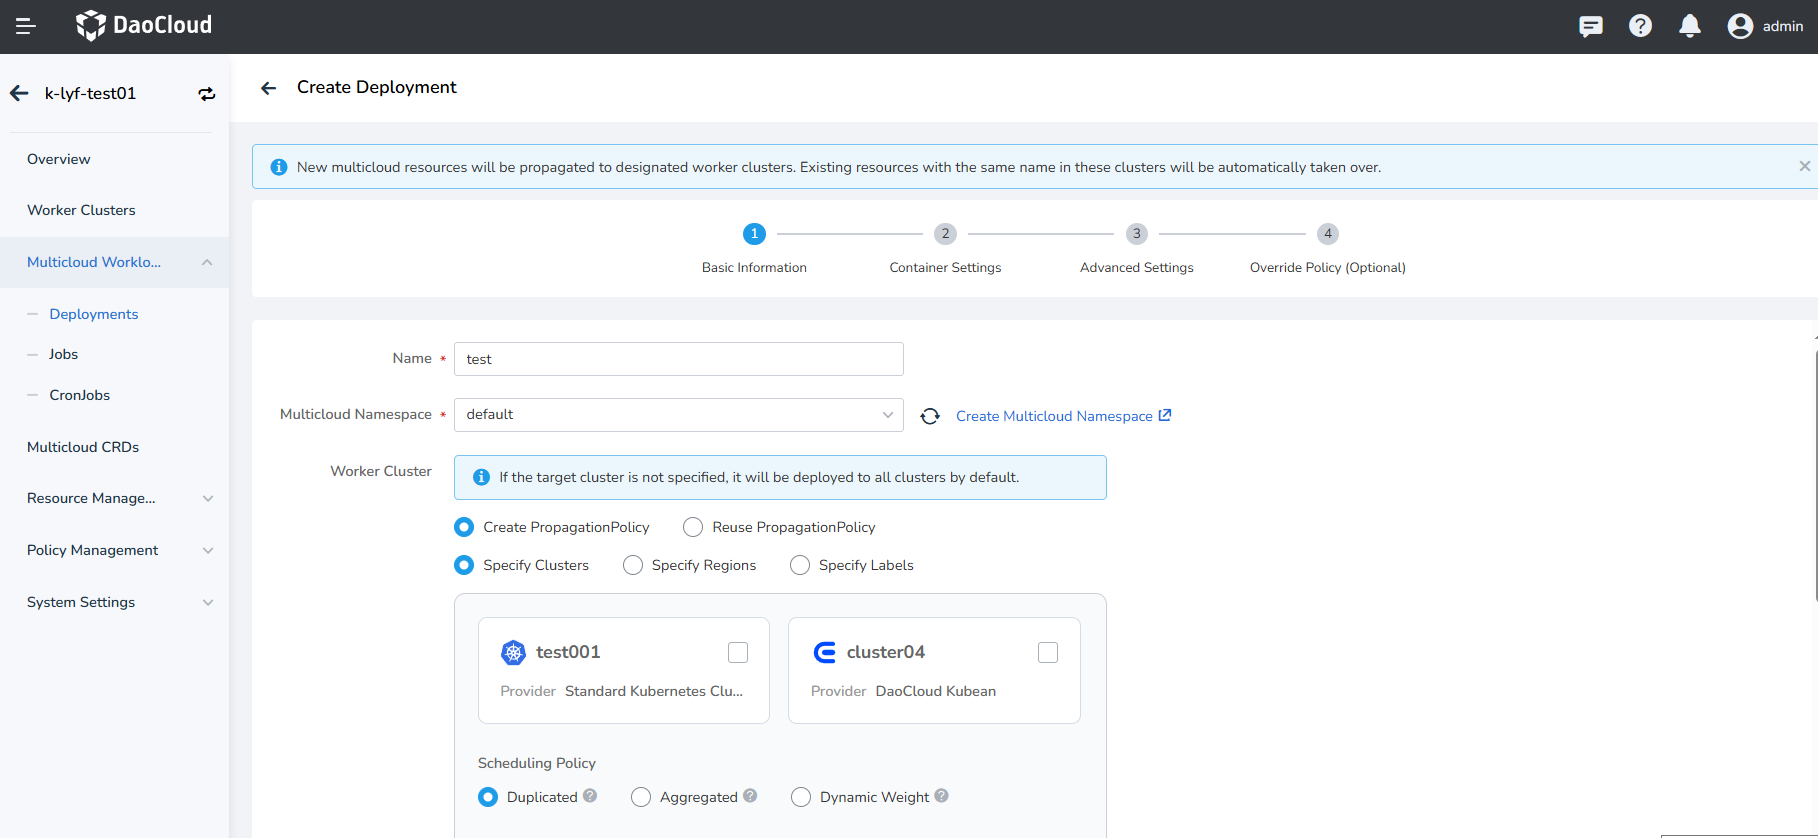 DaoCloud
admin
k-lyf-test01
Overview
Worker Clusters
Multicloud Worklo...
Deployments
Jobs
CronJobs
Multicloud CRDs
Resource Manage...
Policy Management
System Settings
Create Deployment
New multicloud resources will be propagated to designated worker clusters. Existing resources with the same name in these clusters will be automatically taken over.
1 2 3 4
Basic Information Container Settings Advanced Settings Override Policy (Optional)
Name * test
Multicloud Namespace * default Create Multicloud Namespace
Worker Cluster If the target cluster is not specified, it will be deployed to all clusters by default.
Create PropagationPolicy Reuse PropagationPolicy
Specify Clusters Specify Regions Specify Labels
test001 cluster04
Provider Standard Kubernetes Clu... Provider DaoCloud Kubean
Scheduling Policy
Duplicated ? Aggregated ? Dynamic Weight ?